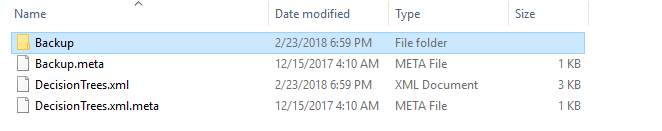 Name Date modified Type Size
Backup 2/23/2018 6:59 PM File folder
Backup.meta 12/15/2017 4:10 AM META File 1 KB
DecisionTrees.xml 2/23/2018 6:59 PM XML Document 3 KB
DecisionTrees.xml.meta 12/15/2017 4:10 AM META File 1 KB